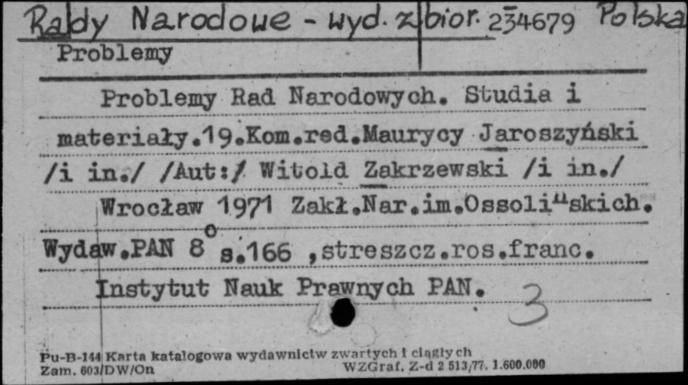 Rady Narodowe - wyd. zbior. 234679 Polska
Problemy
Problemy Rad Narodowych. Studia i
materiały.19.Kom.red.Maurycy Jaroszyński
/i in./ /Aut:/ Witold Zakrzewski /i in./
Wrocław 1971 Zakł.Nar.im.Ossolińskich.
Wydaw.PAN 8° s.166 ,streszcz.ros.franc.
Instytut Nauk Prawnych PAN. 3
Pu-B-144 Karta katalogowa wydawnictw zwartych i ciągłych
Zam. 603/DW/On WZGraf. Z-d 2 513/77. 1.600.000